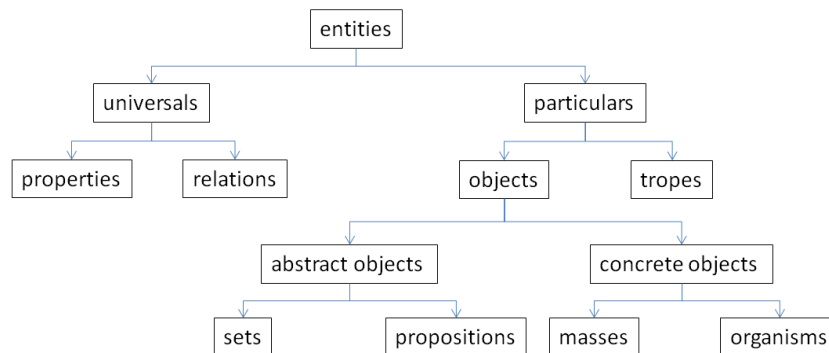 entities
universals
particulars
properties
relations
objects
tropes
abstract objects
concrete objects
sets
propositions
masses
organisms